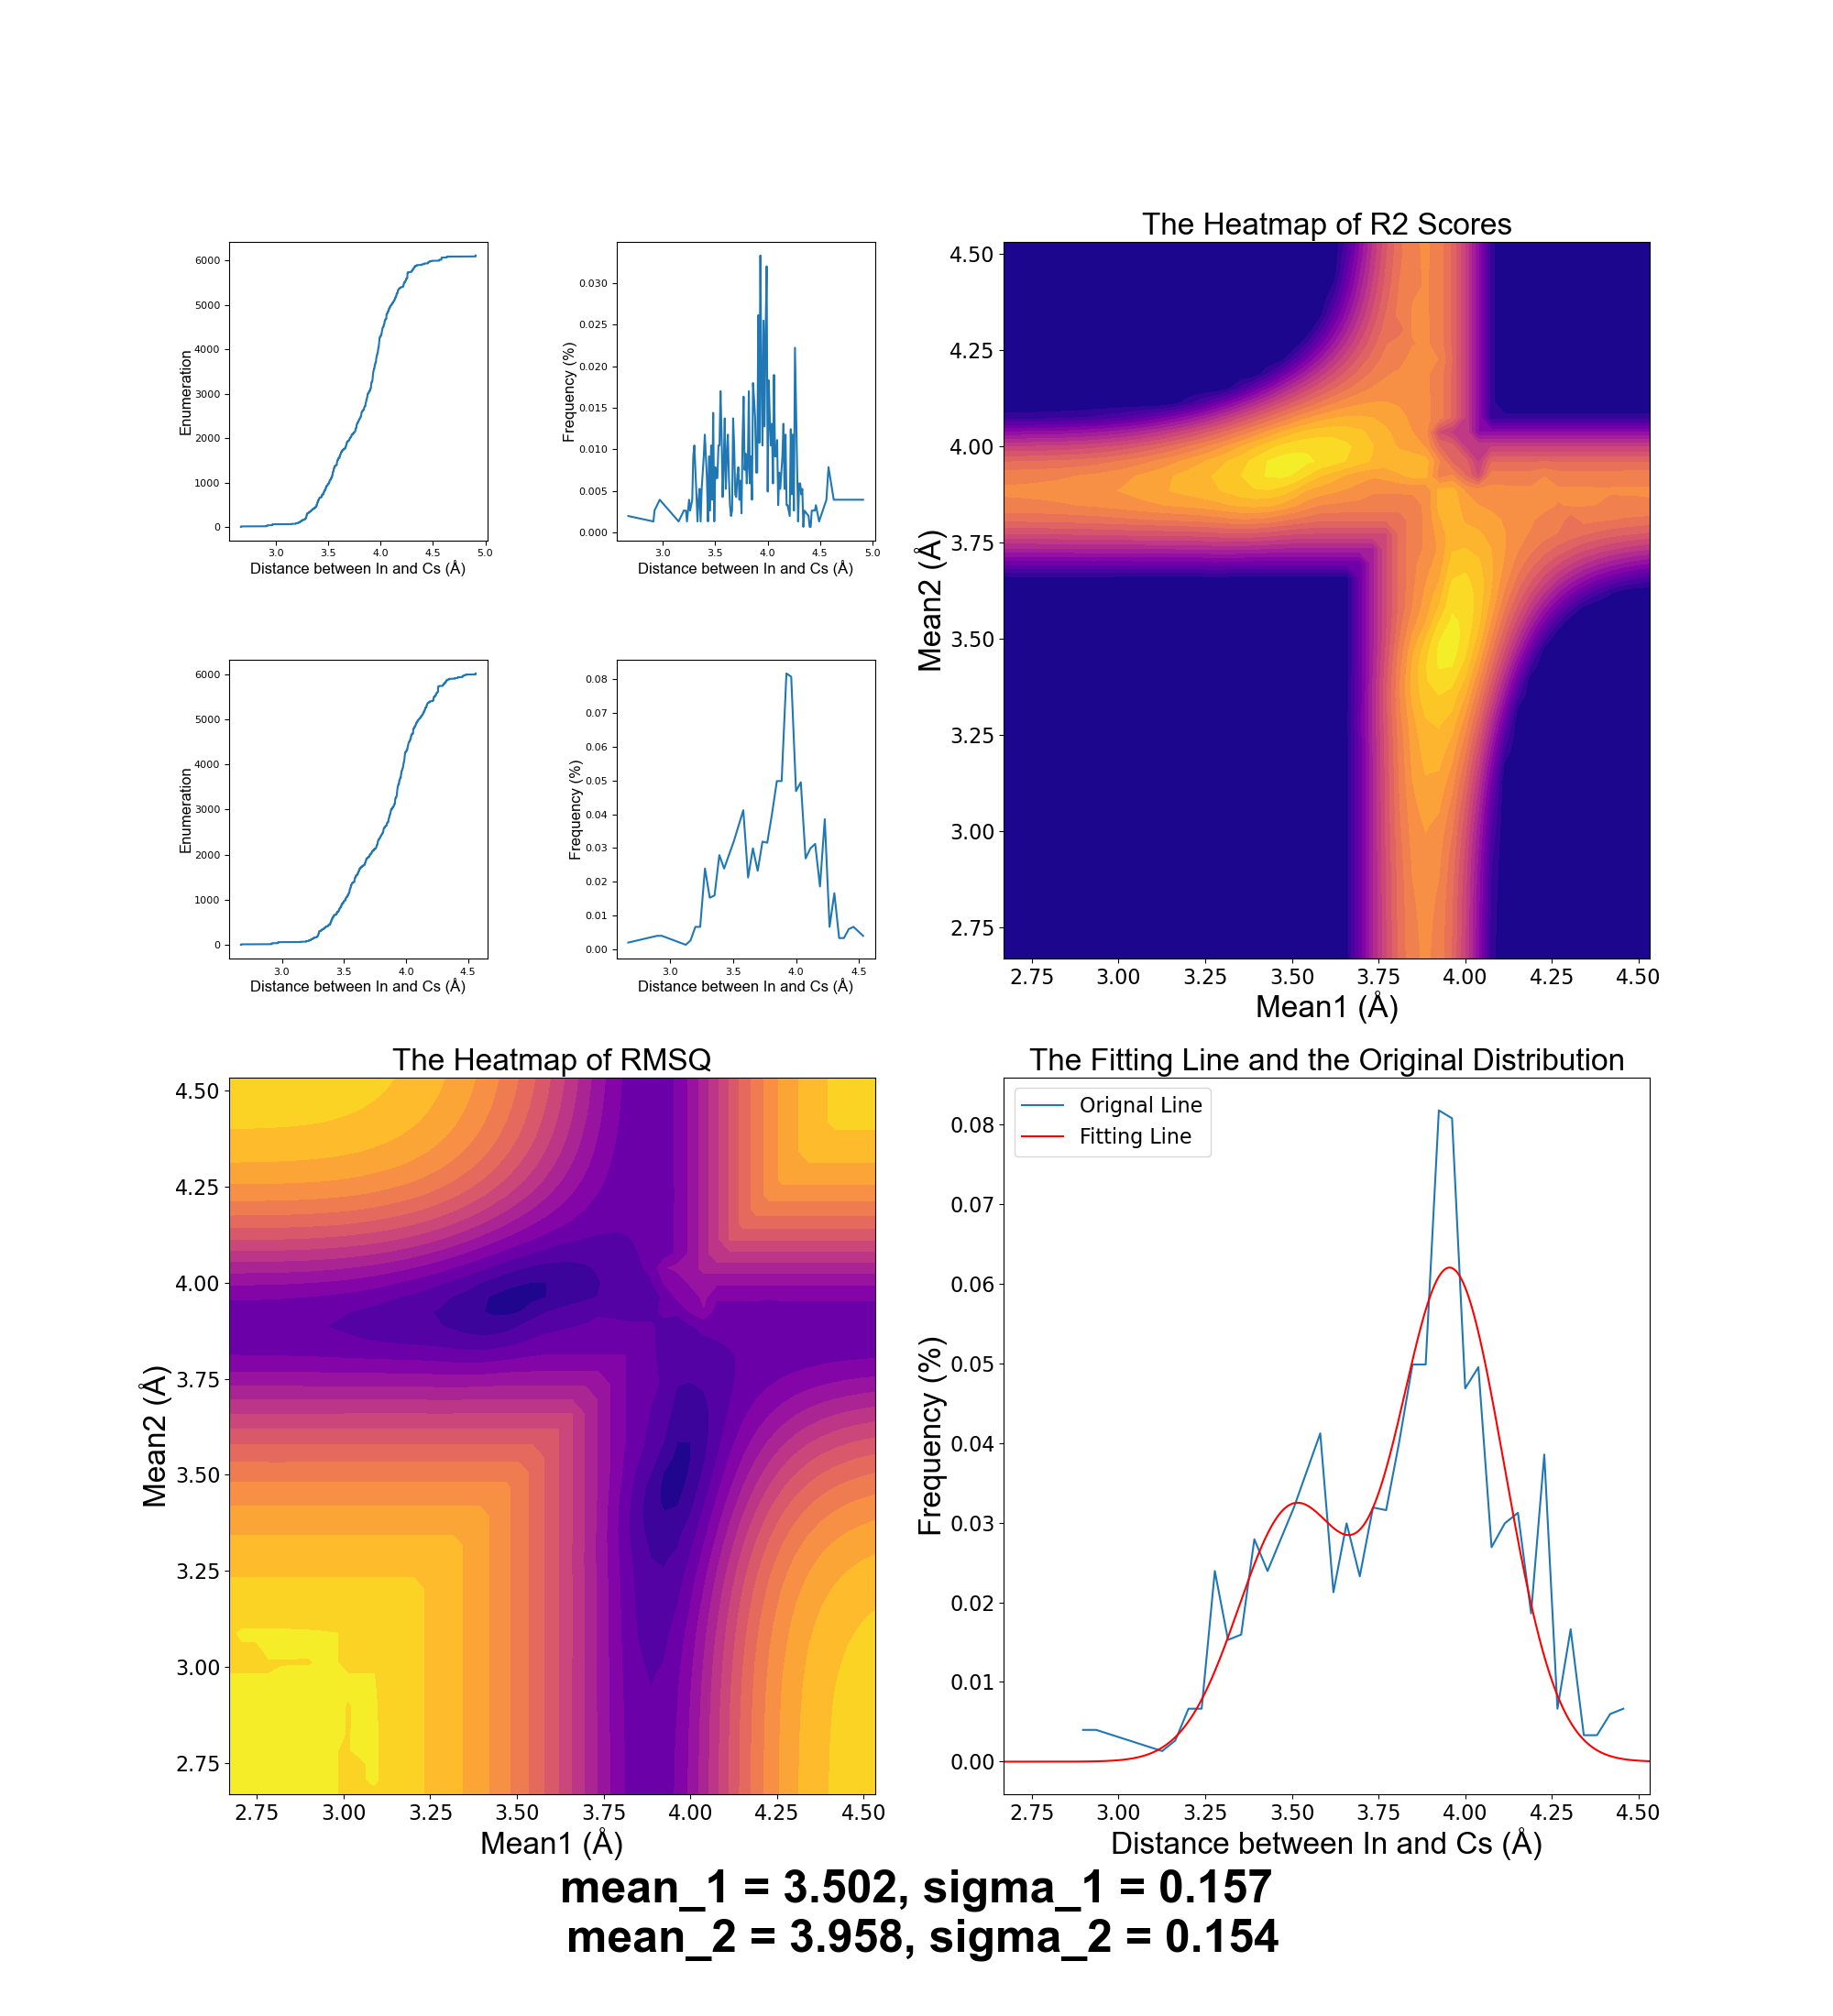 6000
5000
4000
3000
2000
1000
0
Enumeration
3.0 3.5 4.0 4.5 5.0
Distance between In and Cs (Å)
0.030
0.025
0.020
0.015
0.010
0.005
0.000
Frequency (%)
3.0 3.5 4.0 4.5 5.0
Distance between In and Cs (Å)
The Heatmap of R2 Scores
4.50
4.25
4.00
3.75
3.50
3.25
3.00
2.75
Mean2 (Å)
2.75 3.00 3.25 3.50 3.75 4.00 4.25 4.50
Mean1 (Å)
6000
5000
4000
3000
2000
1000
0
Enumeration
3.0 3.5 4.0 4.5
Distance between In and Cs (Å)
0.08
0.07
0.06
0.05
0.04
0.03
0.02
0.01
0.00
Frequency (%)
3.0 3.5 4.0 4.5
Distance between In and Cs (Å)
The Heatmap of RMSQ
4.50
4.25
4.00
3.75
3.50
3.25
3.00
2.75
Mean2 (Å)
2.75 3.00 3.25 3.50 3.75 4.00 4.25 4.50
Mean1 (Å)
The Fitting Line and the Original Distribution
Orignal Line
Fitting Line
0.08
0.07
0.06
0.05
0.04
0.03
0.02
0.01
0.00
Frequency (%)
2.75 3.00 3.25 3.50 3.75 4.00 4.25 4.50
Distance between In and Cs (Å)
mean_1 = 3.502, sigma_1 = 0.157
mean_2 = 3.958, sigma_2 = 0.154